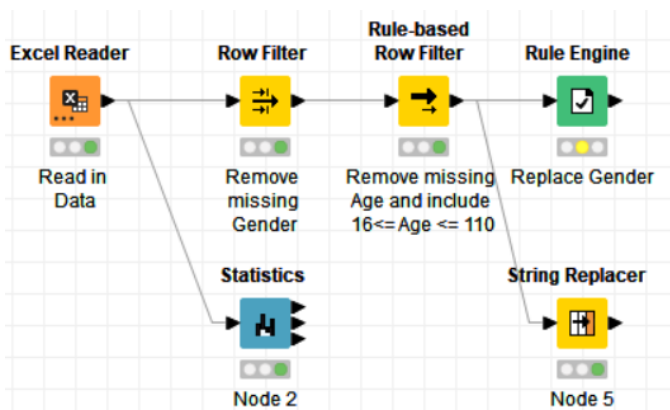 Excel Reader
Row Filter
Rule-based
Row Filter
Rule Engine
Read in
Data
Remove
missing
Gender
Remove missing
Age and include
16<= Age <= 110
Replace Gender
Statistics
String Replacer
Node 2
Node 5